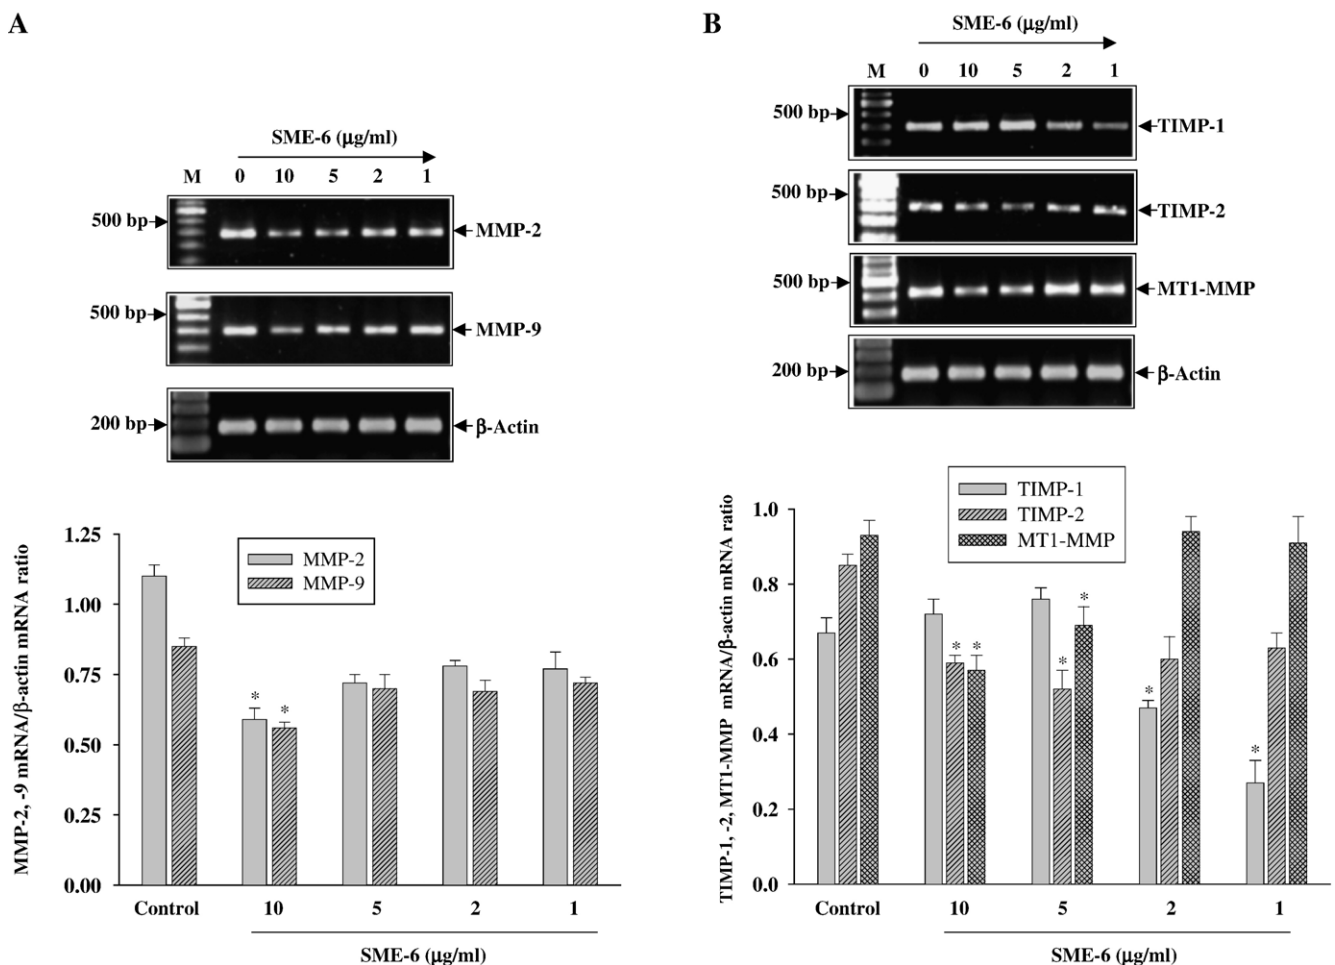 A
SME-6 (μg/ml)
M 0 10 5 2 1
500 bp
MMP-2
500 bp
MMP-9
200 bp
β-Actin
MMP-2, -9 mRNA/β-actin mRNA ratio
1.25
1.00
0.75
0.50
0.25
0.00
MMP-2
MMP-9
* *
Control 10 5 2 1
SME-6 (μg/ml)
B
SME-6 (μg/ml)
M 0 10 5 2 1
500 bp
TIMP-1
500 bp
TIMP-2
500 bp
MT1-MMP
200 bp
β-Actin
TIMP-1, -2, MT1-MMP mRNA/β-actin mRNA ratio
1.0
0.8
0.6
0.4
0.2
0.0
TIMP-1
TIMP-2
MT1-MMP
* * * * * *
Control 10 5 2 1
SME-6 (μg/ml)